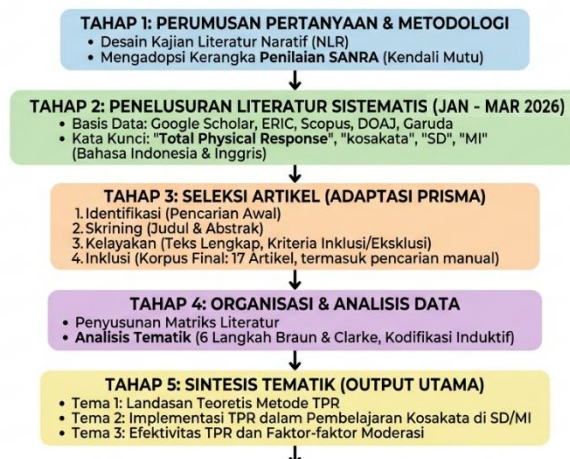 TAHAP 1: PERUMUSAN PERTANYAAN & METODOLOGI
• Desain Kajian Literatur Naratif (NLR)
• Mengadopsi Kerangka Penilaian SANRA (Kendali Mutu)
TAHAP 2: PENELUSURAN LITERATUR SISTEMATIS (JAN - MAR 2026)
• Basis Data: Google Scholar, ERIC, Scopus, DOAJ, Garuda
• Kata Kunci: "Total Physical Response", "kosakata", "SD", "MI"
(Bahasa Indonesia & Inggris)
TAHAP 3: SELEKSI ARTIKEL (ADAPTASI PRISMA)
1. Identifikasi (Pencarian Awal)
2. Skrining (Judul & Abstrak)
3. Kelayakan (Teks Lengkap, Kriteria Inklusi/Eksklusi)
4. Inklusi (Korpus Final: 17 Artikel, termasuk pencarian manual)
TAHAP 4: ORGANISASI & ANALISIS DATA
• Penyusunan Matriks Literatur
• Analisis Tematik (6 Langkah Braun & Clarke, Kodifikasi Induktif)
TAHAP 5: SINTESIS TEMATIK (OUTPUT UTAMA)
• Tema 1: Landasan Teoretis Metode TPR
• Tema 2: Implementasi TPR dalam Pembelajaran Kosakata di SD/MI
• Tema 3: Efektivitas TPR dan Faktor-faktor Moderasi